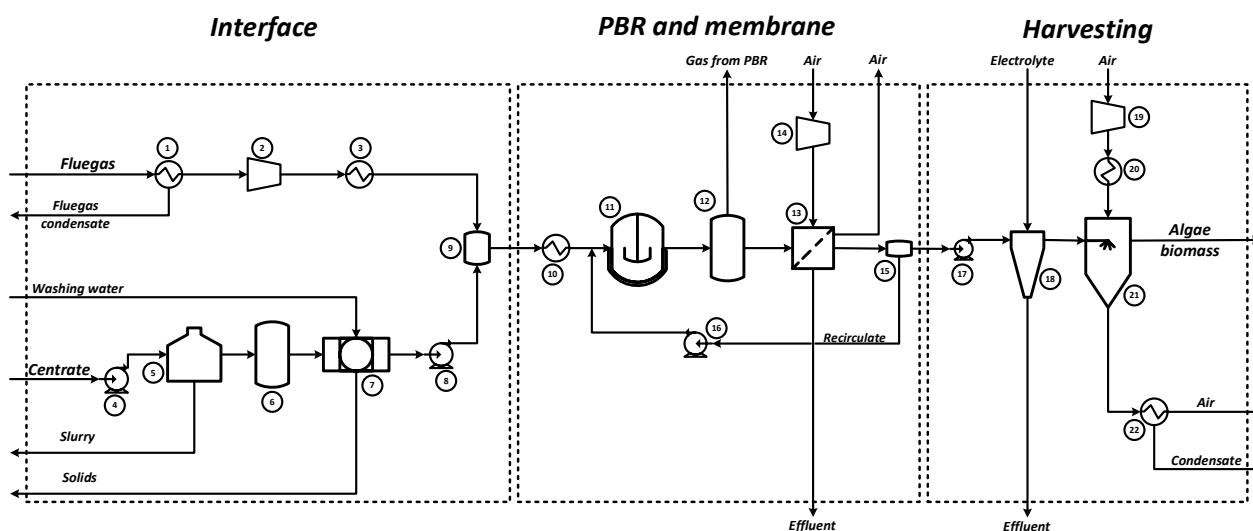 Interface
PBR and membrane
Harvesting
Gas from PBR
Air
Air
Electrolyte
Air
1
2
3
14
19
Fluegas
20
Fluegas
condensate
11
12
13
9
10
15
17
18
21
Algae
biomass
Washing water
16
Recirculate
Centrate
4
5
6
7
8
22
Air
Slurry
Condensate
Solids
Effluent
Effluent